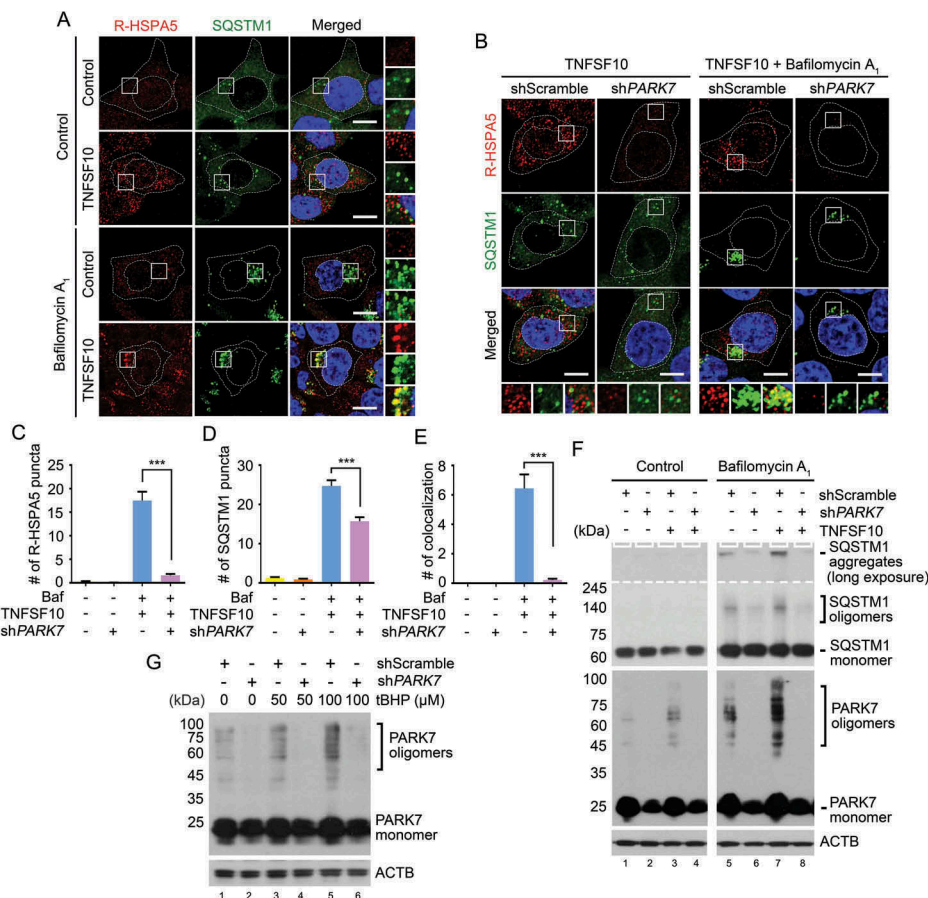 A
R-HSPA5 SQSTM1 Merged
Control
Control
TNFSF10
Bafilomycin A1
Control
TNFSF10
B
TNFSF10 TNFSF10 + Bafilomycin A1
shScramble shPARK7 shScramble shPARK7
R-HSPA5
SQSTM1
Merged
C
# of R-HSPA5 puncta
25
20
15
10
5
0
***
Baf - - + +
TNFSF10 - - + +
shPARK7 - + - +
D
# of SQSTM1 puncta
30
20
10
0
***
Baf
TNFSF10 - - + +
shPARK7 - + - +
E
# of colocalization
10
8
6
4
2
0
***
Baf
TNFSF10 - - + +
shPARK7 - + - +
F
Control Bafilomycin A1
+ - + - + - + - shScramble
- + - + - + - + shPARK7
(kDa) - - + + - - + + TNFSF10
SQSTM1
aggregates
(long exposure)
245
140
75
60
SQSTM1
oligomers
SQSTM1
monomer
100
75
60
45
35
25
PARK7
oligomers
PARK7
monomer
ACTB
1 2 3 4 5 6 7 8
G
+ - + - + - shScramble
- + - + - + shPARK7
(kDa) 0 0 50 50 100 100 tBHP (µM)
100
75
60
45
35
25
PARK7
oligomers
PARK7
monomer
ACTB
1 2 3 4 5 6